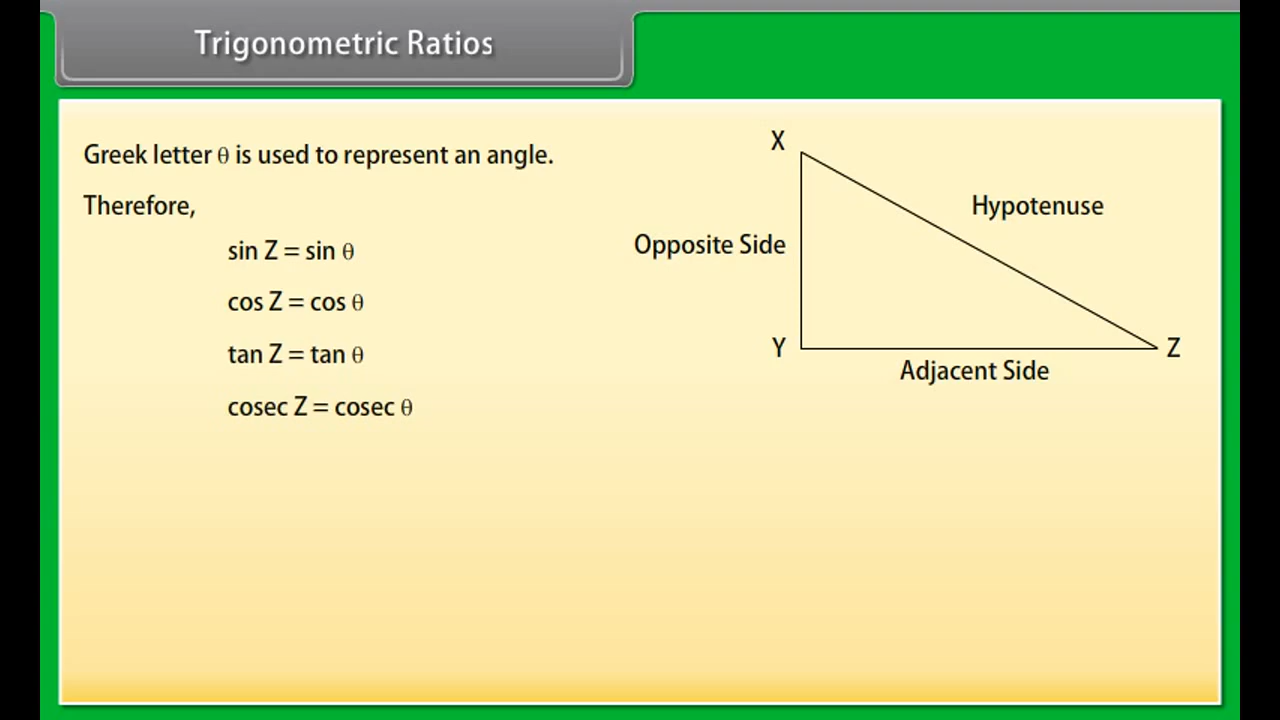 Trigonometric Ratios
Greek letter θ is used to represent an angle.
Therefore,
sin Z = sin θ
cos Z = cos θ
tan Z = tan θ
cosec Z = cosec θ
X
Hypotenuse
Opposite Side
Y
Z
Adjacent Side